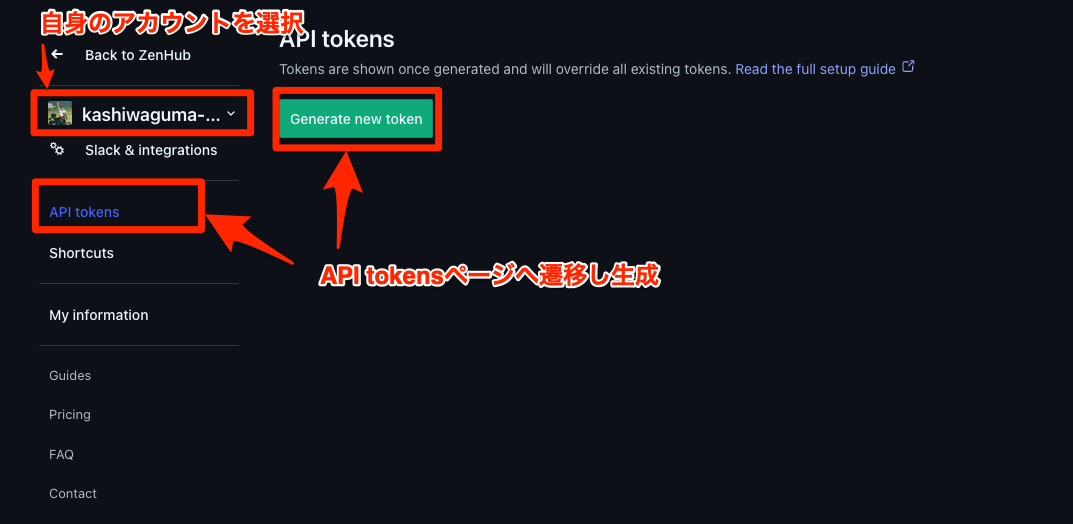 自身のアカウントを選択
Back to ZenHub
kashiwaguma-...
Slack & integrations
API tokens
Shortcuts
My information
Guides
Pricing
FAQ
Contact
API tokens
Tokens are shown once generated and will override all existing tokens. Read the full setup guide
Generate new token
API tokensページへ遷移し生成